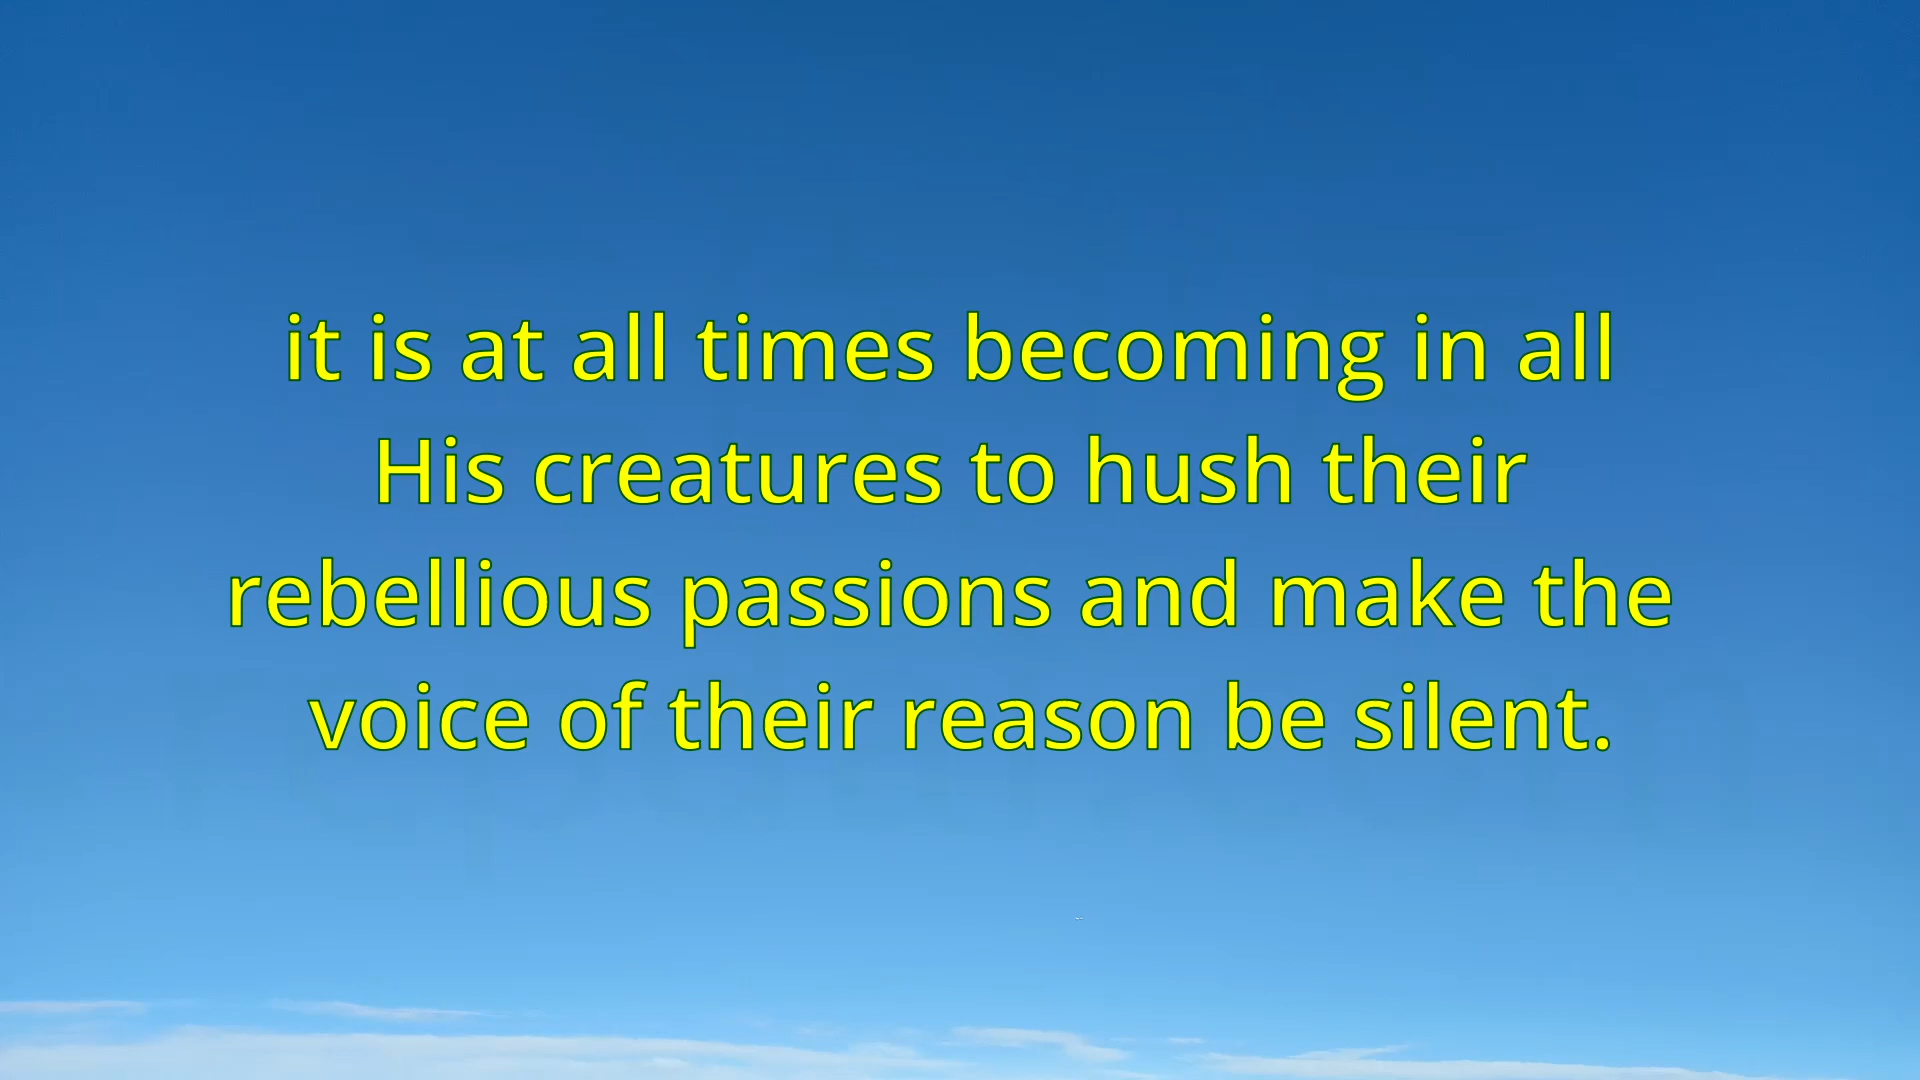 it is at all times becoming in all
His creatures to hush their
rebellious passions and make the
voice of their reason be silent.